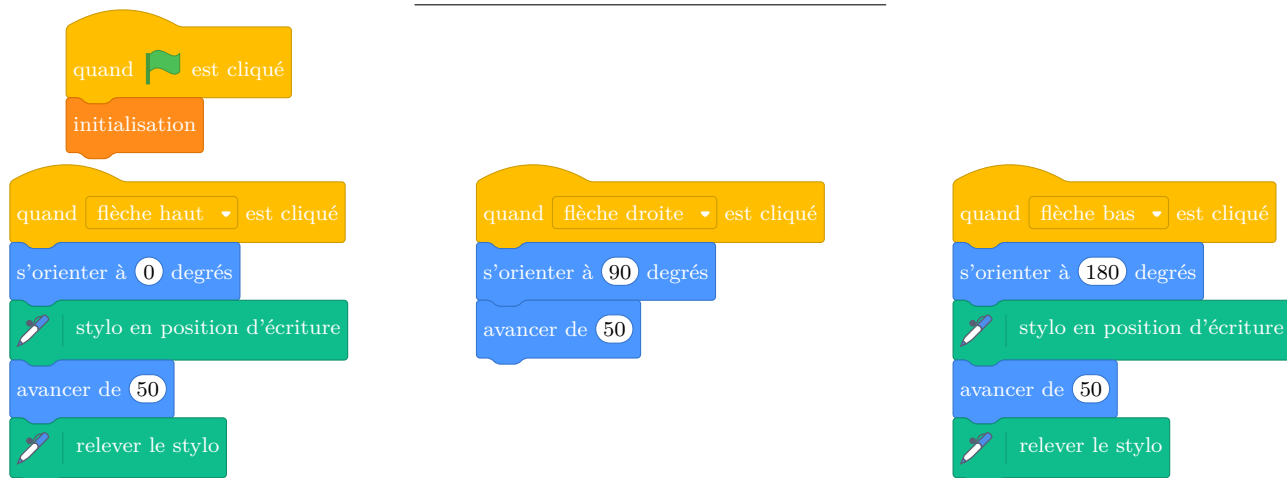 quand est cliqué
initialisation
quand flèche haut est cliqué
s'orienter à 0 degrés
stylo en position d'écriture
avancer de 50
relever le stylo
quand flèche droite est cliqué
s'orienter à 90 degrés
avancer de 50
quand flèche bas est cliqué
s'orienter à 180 degrés
stylo en position d'écriture
avancer de 50
relever le stylo